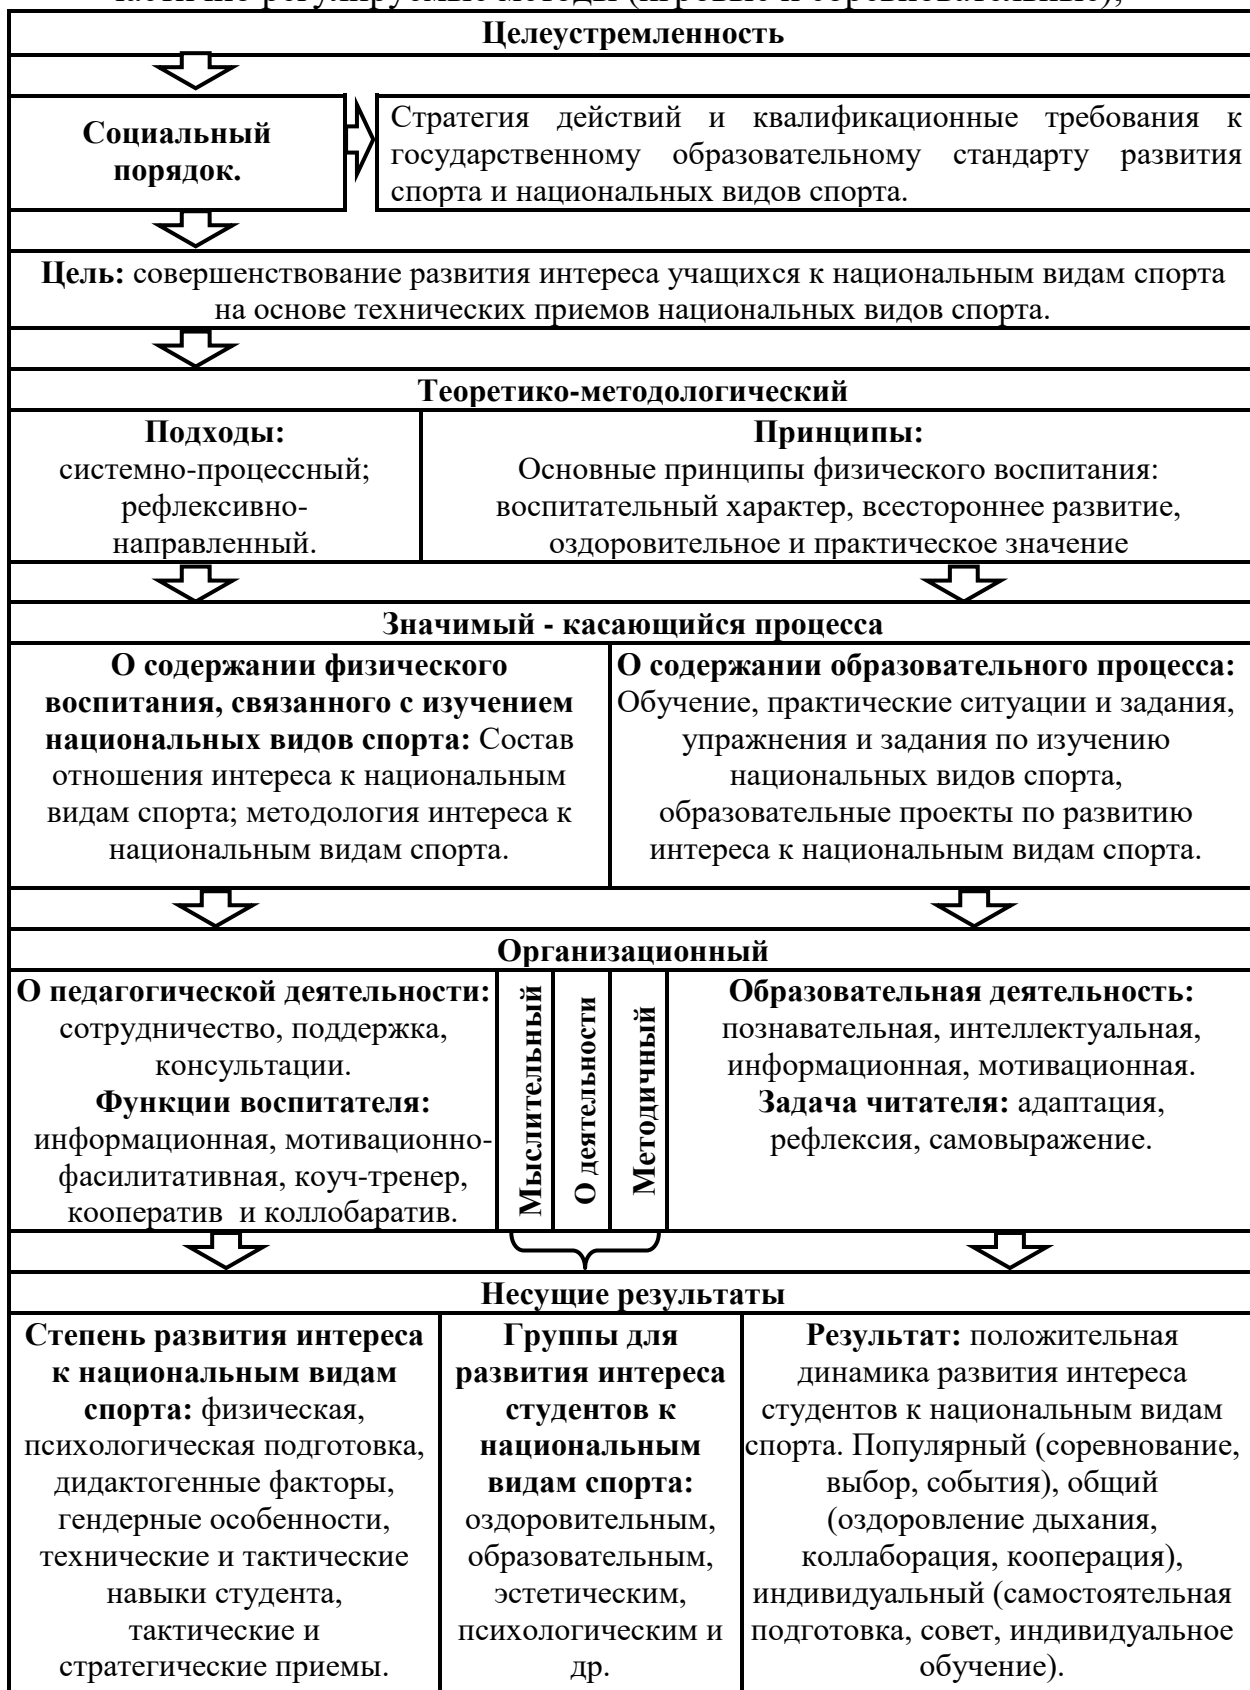 частично регулируемые методы (игровые и соревновательные),
Целеустремленность
Социальный
порядок.
Стратегия действий и квалификационные требования к
государственному образовательному стандарту развития
спорта и национальных видов спорта.
Цель: совершенствование развития интереса учащихся к национальным видам спорта
на основе технических приемов национальных видов спорта.
Теоретико-методологический
Подходы:
системно-процессный;
рефлексивно-
направленный.
Принципы:
Основные принципы физического воспитания:
воспитательный характер, всестороннее развитие,
оздоровительное и практическое значение
Значимый - касающийся процесса
О содержании физического
воспитания, связанного с изучением
национальных видов спорта: Состав
отношения интереса к национальным
видам спорта; методология интереса к
национальным видам спорта.
О содержании образовательного процесса:
Обучение, практические ситуации и задания,
упражнения и задания по изучению
национальных видов спорта,
образовательные проекты по развитию
интереса к национальным видам спорта.
Организационный
О педагогической деятельности:
сотрудничество, поддержка,
консультации.
Функции воспитателя:
информационная, мотивационно-
фасилитативная, коуч-тренер,
кооператив и коллобаратив.
Мыслительный
О деятельности
Методичный
Образовательная деятельность:
познавательная, интеллектуальная,
информационная, мотивационная.
Задача читателя: адаптация,
рефлексия, самовыражение.
Несущие результаты
Степень развития интереса
к национальным видам
спорта: физическая,
психологическая подготовка,
дидактогенные факторы,
гендерные особенности,
технические и тактические
навыки студента,
тактические и
стратегические приемы.
Группы для
развития интереса
студентов к
национальным
видам спорта:
оздоровительным,
образовательным,
эстетическим,
психологическим и
др.
Результат: положительная
динамика развития интереса
студентов к национальным видам
спорта. Популярный (соревнование,
выбор, события), общий
(оздоровление дыхания,
коллаборация, кооперация),
индивидуальный (самостоятельная
подготовка, совет, индивидуальное
обучение).